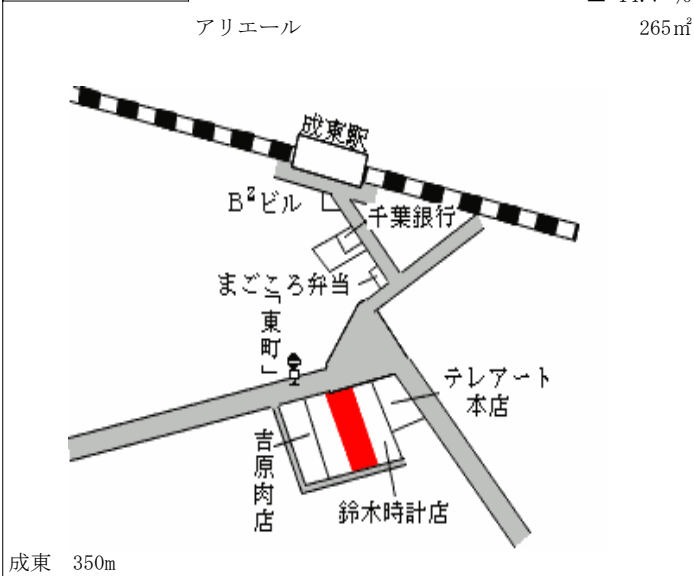 アリエール 265㎡
成東駅
B²ビル
千葉銀行
まごころ弁当
「東町」
テレアート
本店
吉原肉店
鈴木時計店
成東 350m